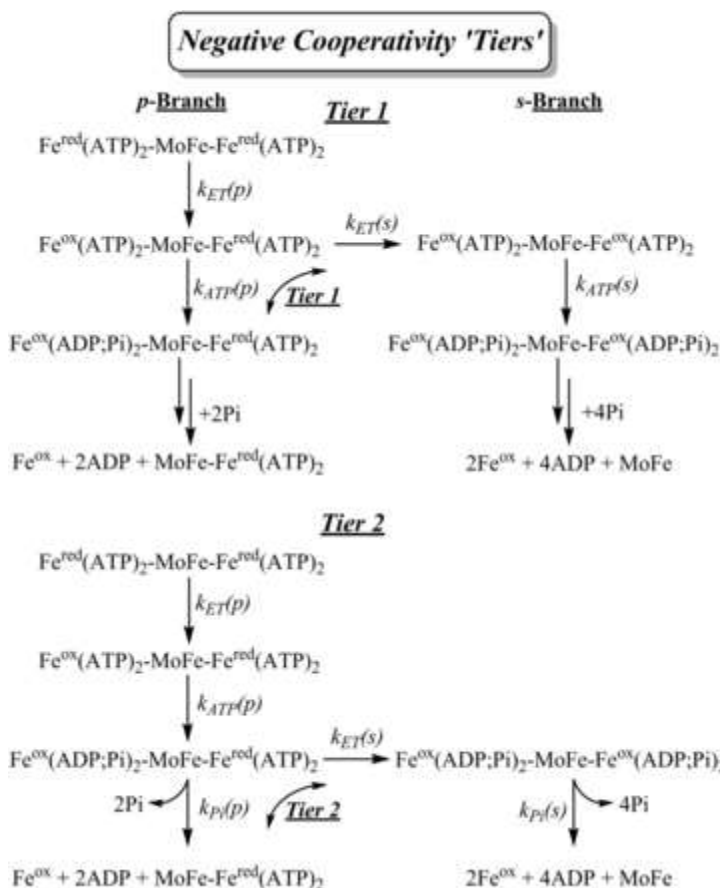 Negative Cooperativity 'Tiers'
p-Branch
Tier 1
s-Branch
Fe^red(ATP)₂-MoFe-Fe^red(ATP)₂
k_ET(p)
Fe^ox(ATP)₂-MoFe-Fe^red(ATP)₂
k_ET(s)
Fe^ox(ATP)₂-MoFe-Fe^ox(ATP)₂
k_ATP(p)
Tier 1
k_ATP(s)
Fe^ox(ADP;Pi)₂-MoFe-Fe^red(ATP)₂
Fe^ox(ADP;Pi)₂-MoFe-Fe^ox(ADP;Pi)₂
+2Pi
+4Pi
Fe^ox + 2ADP + MoFe-Fe^red(ATP)₂
2Fe^ox + 4ADP + MoFe
Tier 2
Fe^red(ATP)₂-MoFe-Fe^red(ATP)₂
k_ET(p)
Fe^ox(ATP)₂-MoFe-Fe^red(ATP)₂
k_ATP(p)
Fe^ox(ADP;Pi)₂-MoFe-Fe^red(ATP)₂
k_ET(s)
Fe^ox(ADP;Pi)₂-MoFe-Fe^ox(ADP;Pi)₂
2Pi
k_Pi(p)
Tier 2
k_Pi(s)
4Pi
Fe^ox + 2ADP + MoFe-Fe^red(ATP)₂
2Fe^ox + 4ADP + MoFe